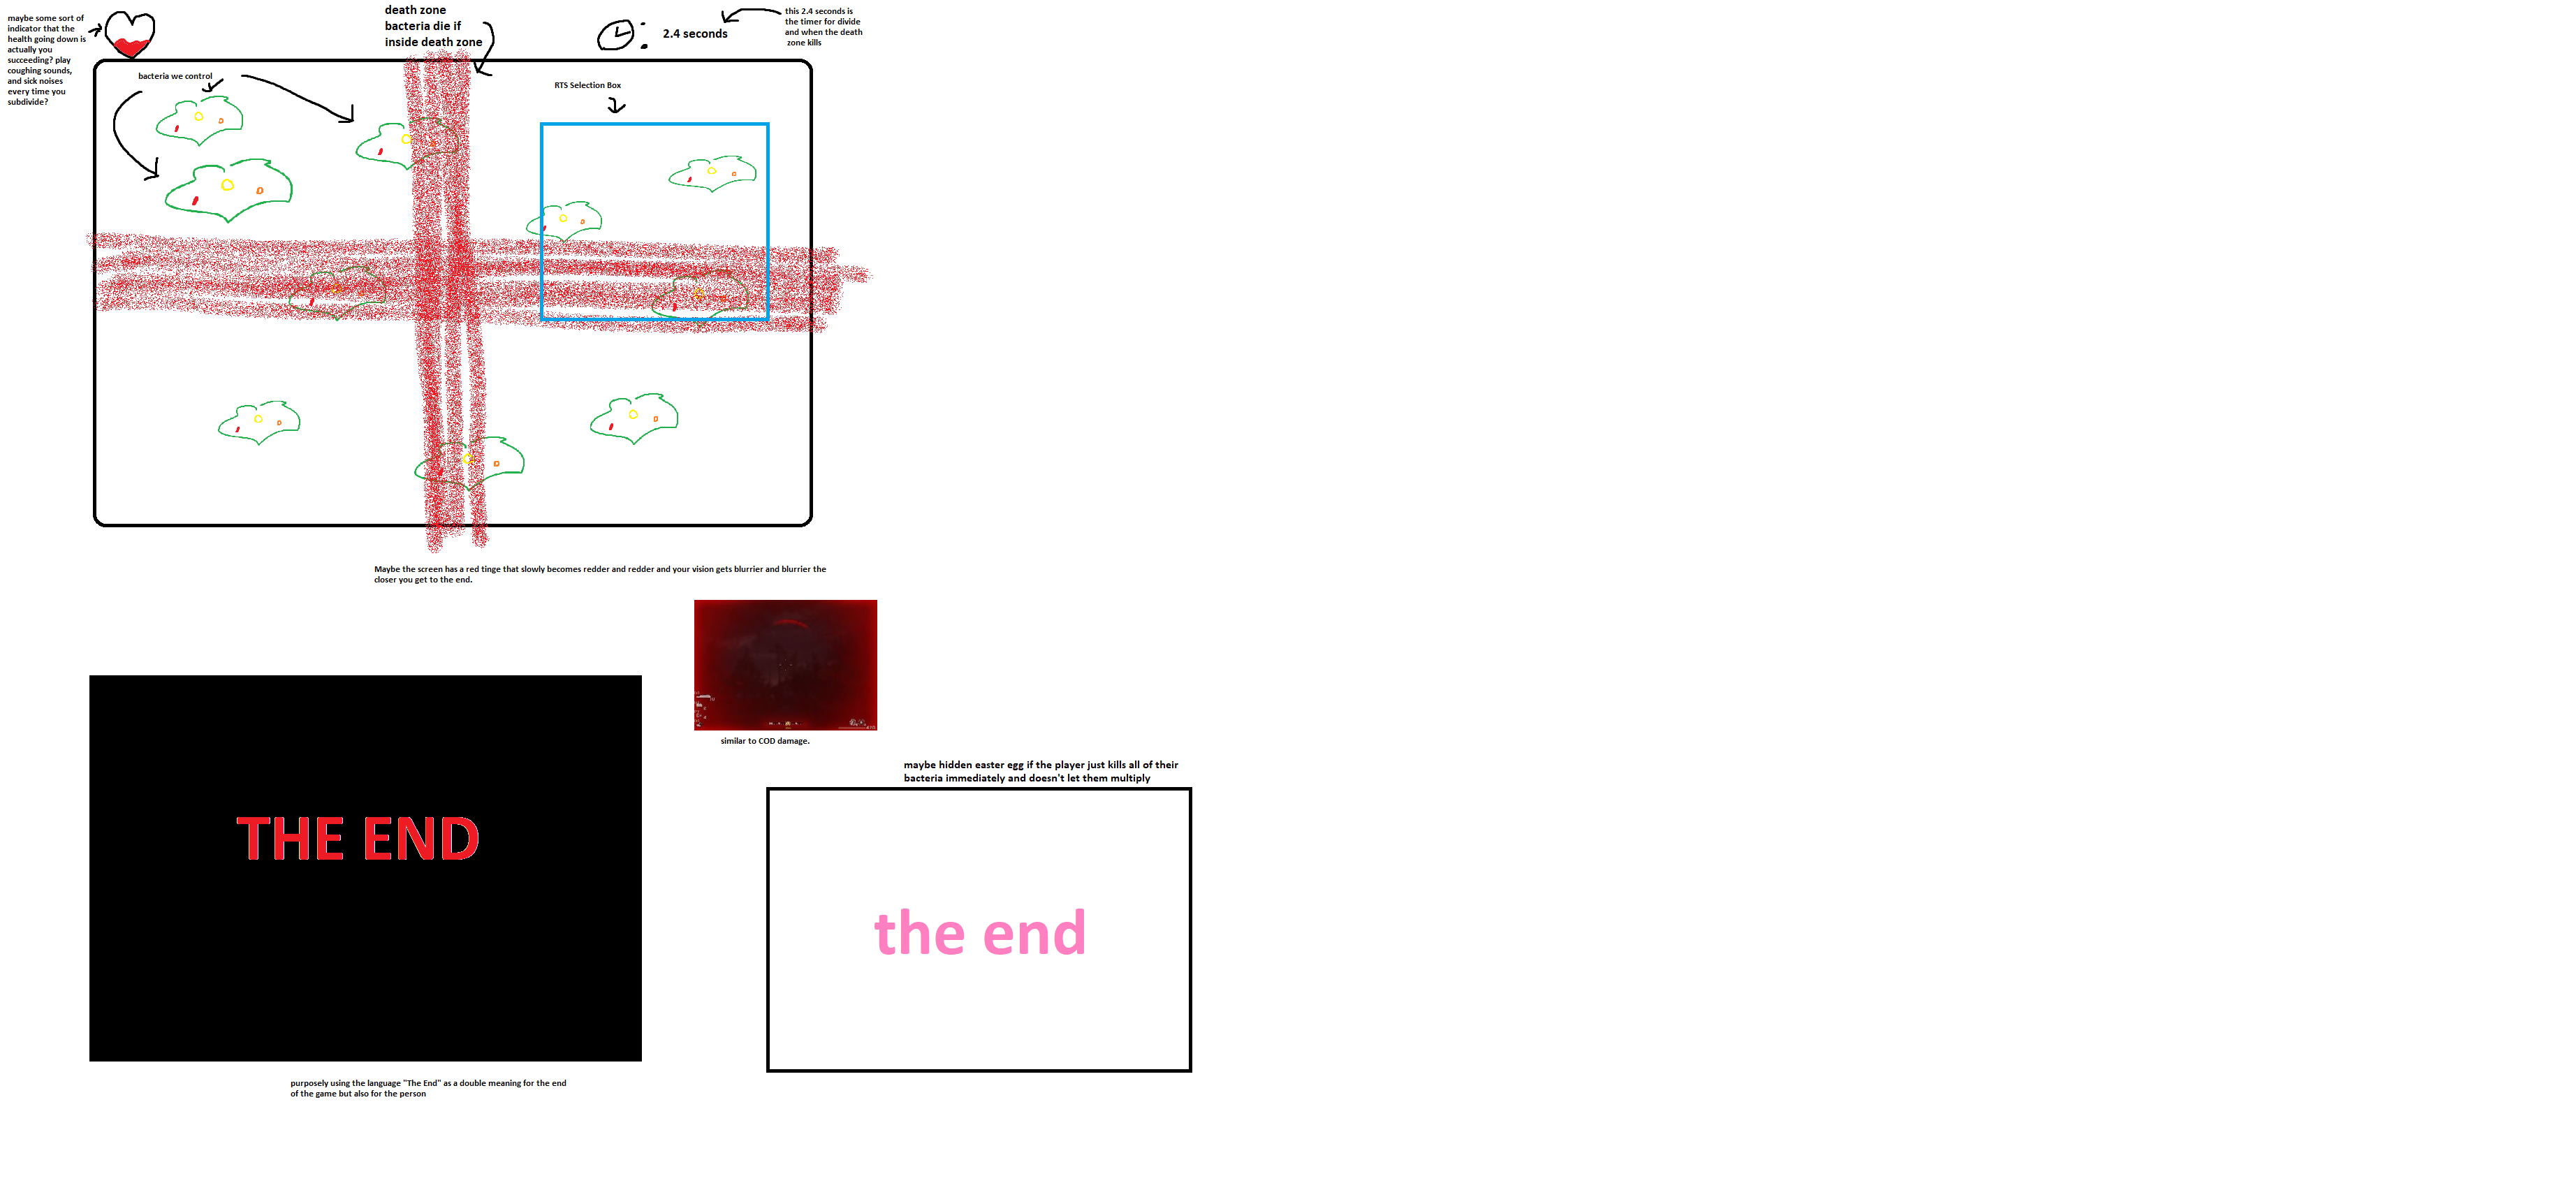 maybe some sort of
indicator that the
health going down is
actually you
succeeding? play
coughing sounds,
and sick noises
every time you
subdivide?
death zone
bacteria die if
inside death zone
2.4 seconds
this 2.4 seconds is
the timer for divide
and when the death
zone kills
bacteria we control
RTS Selection Box
Maybe the screen has a red tinge that slowly becomes redder and redder and your vision gets blurrier and blurrier the
closer you get to the end.
similar to COD damage.
THE END
purposely using the language "The End" as a double meaning for the end
of the game but also for the person
maybe hidden easter egg if the player just kills all of their
bacteria immediately and doesn't let them multiply
the end